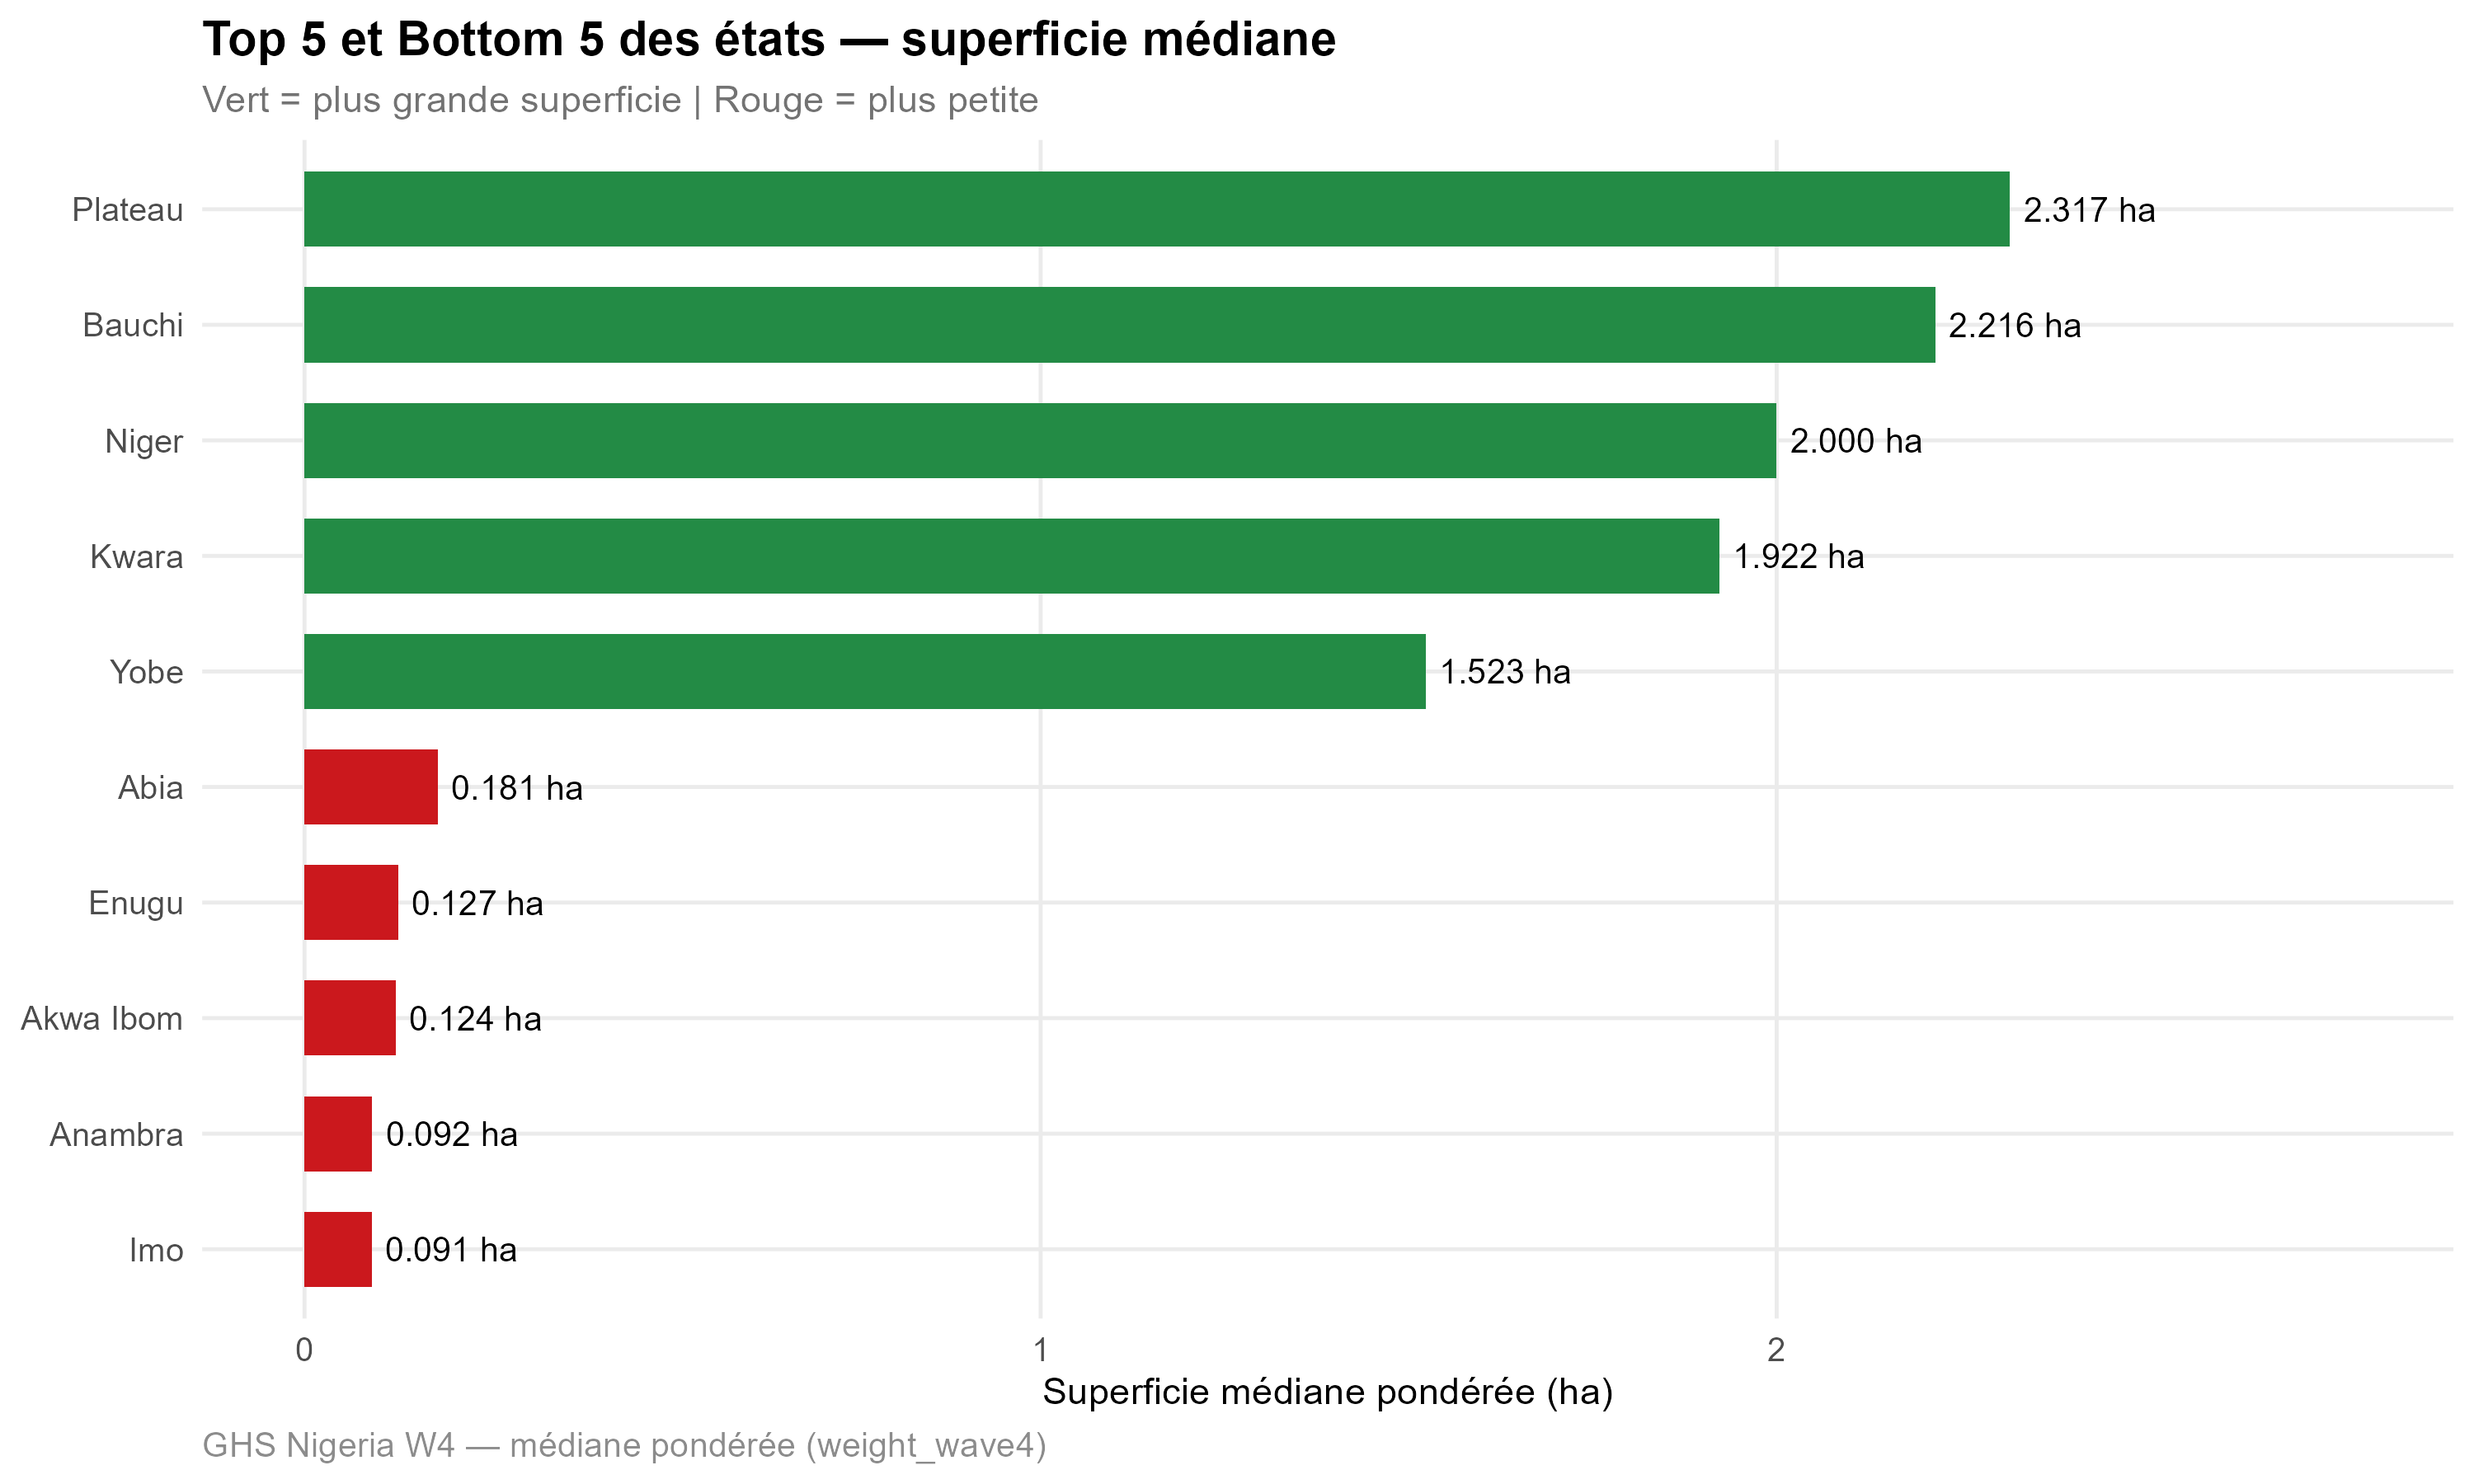 Top 5 et Bottom 5 des états — superficie médiane
Vert = plus grande superficie | Rouge = plus petite
Plateau 2.317 ha
Bauchi 2.216 ha
Niger 2.000 ha
Kwara 1.922 ha
Yobe 1.523 ha
Abia 0.181 ha
Enugu 0.127 ha
Akwa Ibom 0.124 ha
Anambra 0.092 ha
Imo 0.091 ha
0 1 2
Superficie médiane pondérée (ha)
GHS Nigeria W4 — médiane pondérée (weight_wave4)